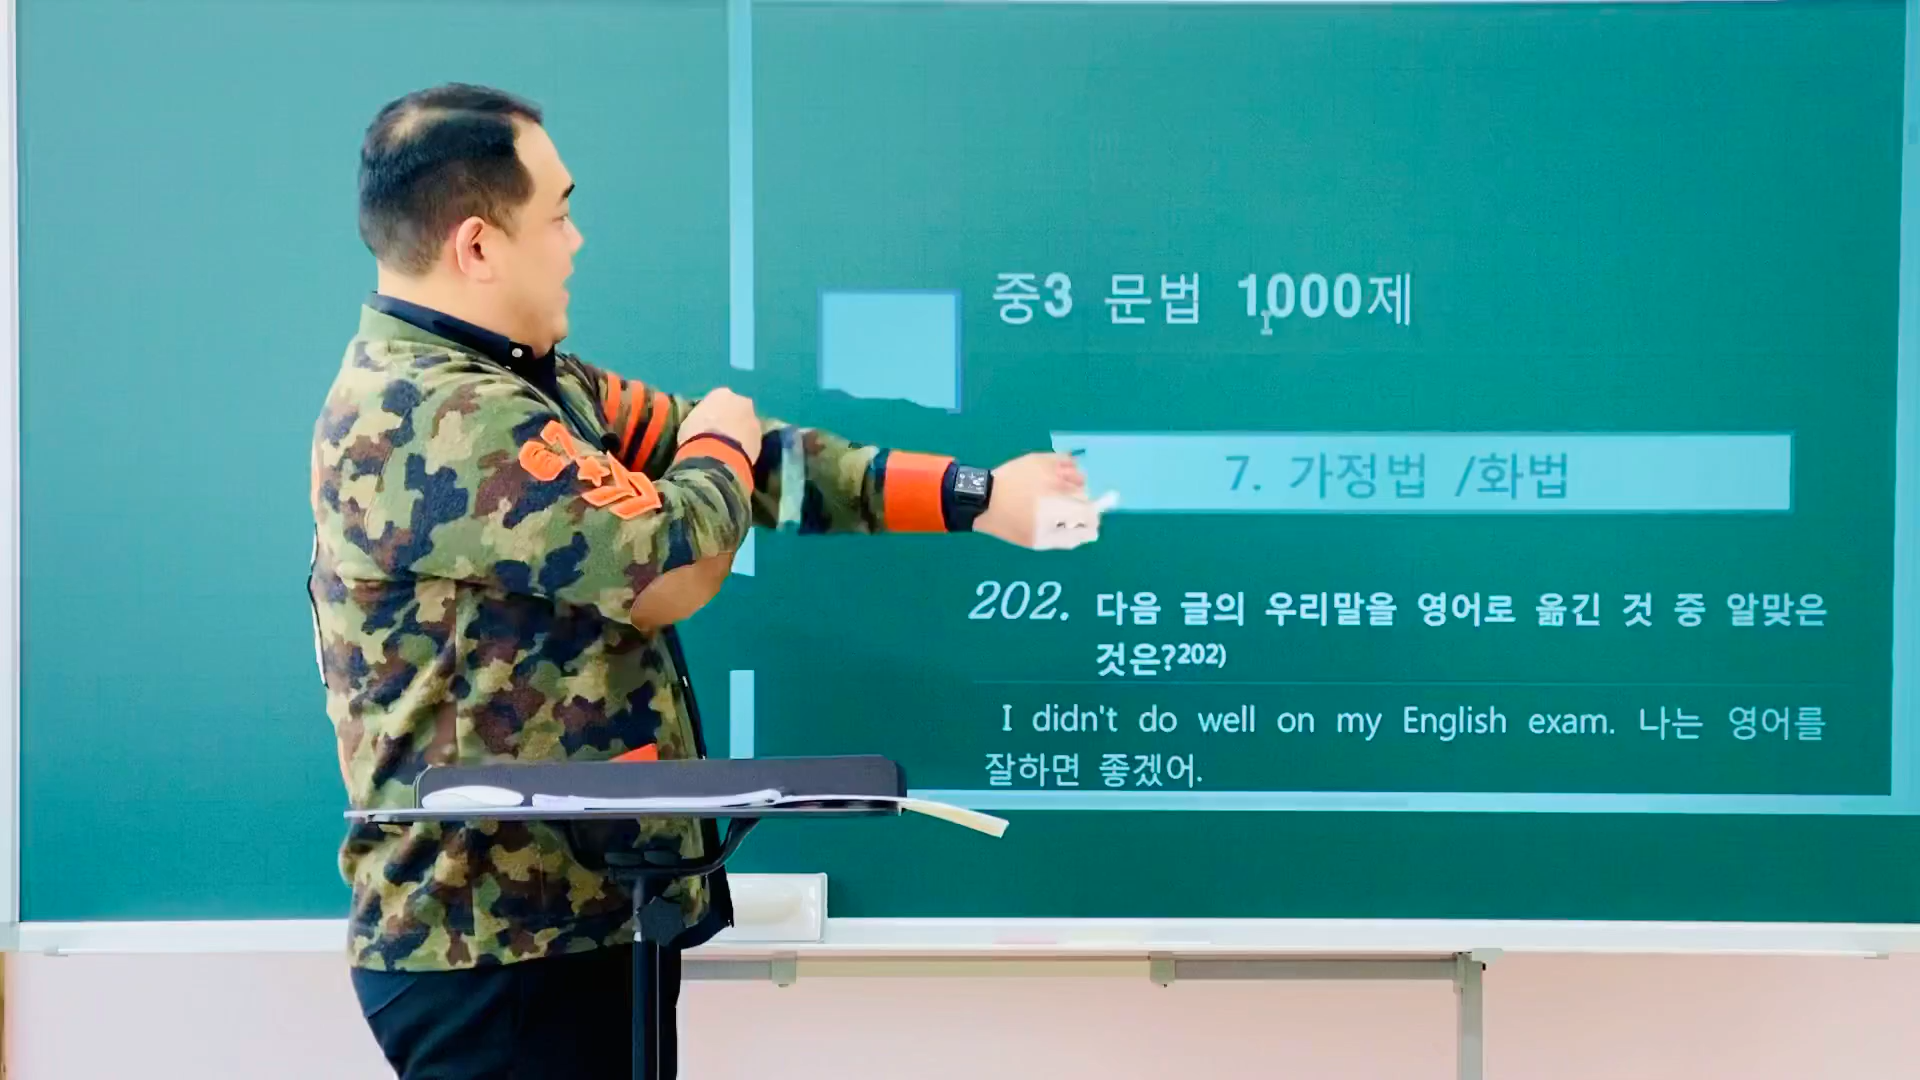 중3 문법 1000제
7. 가정법 /화법
202. 다음 글의 우리말을 영어로 옮긴 것 중 알맞은
것은?202)
I didn't do well on my English exam. 나는 영어를
잘하면 좋겠어.